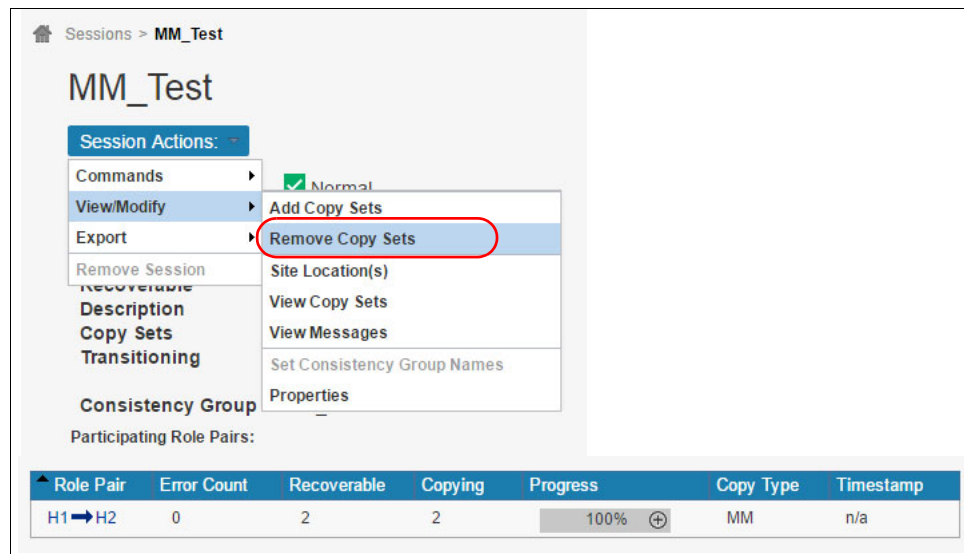 Sessions > MM_Test
MM_Test
Session Actions:
Commands
Normal
View/Modify
Add Copy Sets
Export
Remove Copy Sets
Remove Session
Site Location(s)
Recoverable
View Copy Sets
Description
Copy Sets
View Messages
Transitioning
Set Consistency Group Names
Properties
Consistency Group
Participating Role Pairs:
Role Pair Error Count Recoverable Copying Progress Copy Type Timestamp
H1 H2 0 2 2 100% MM n/a